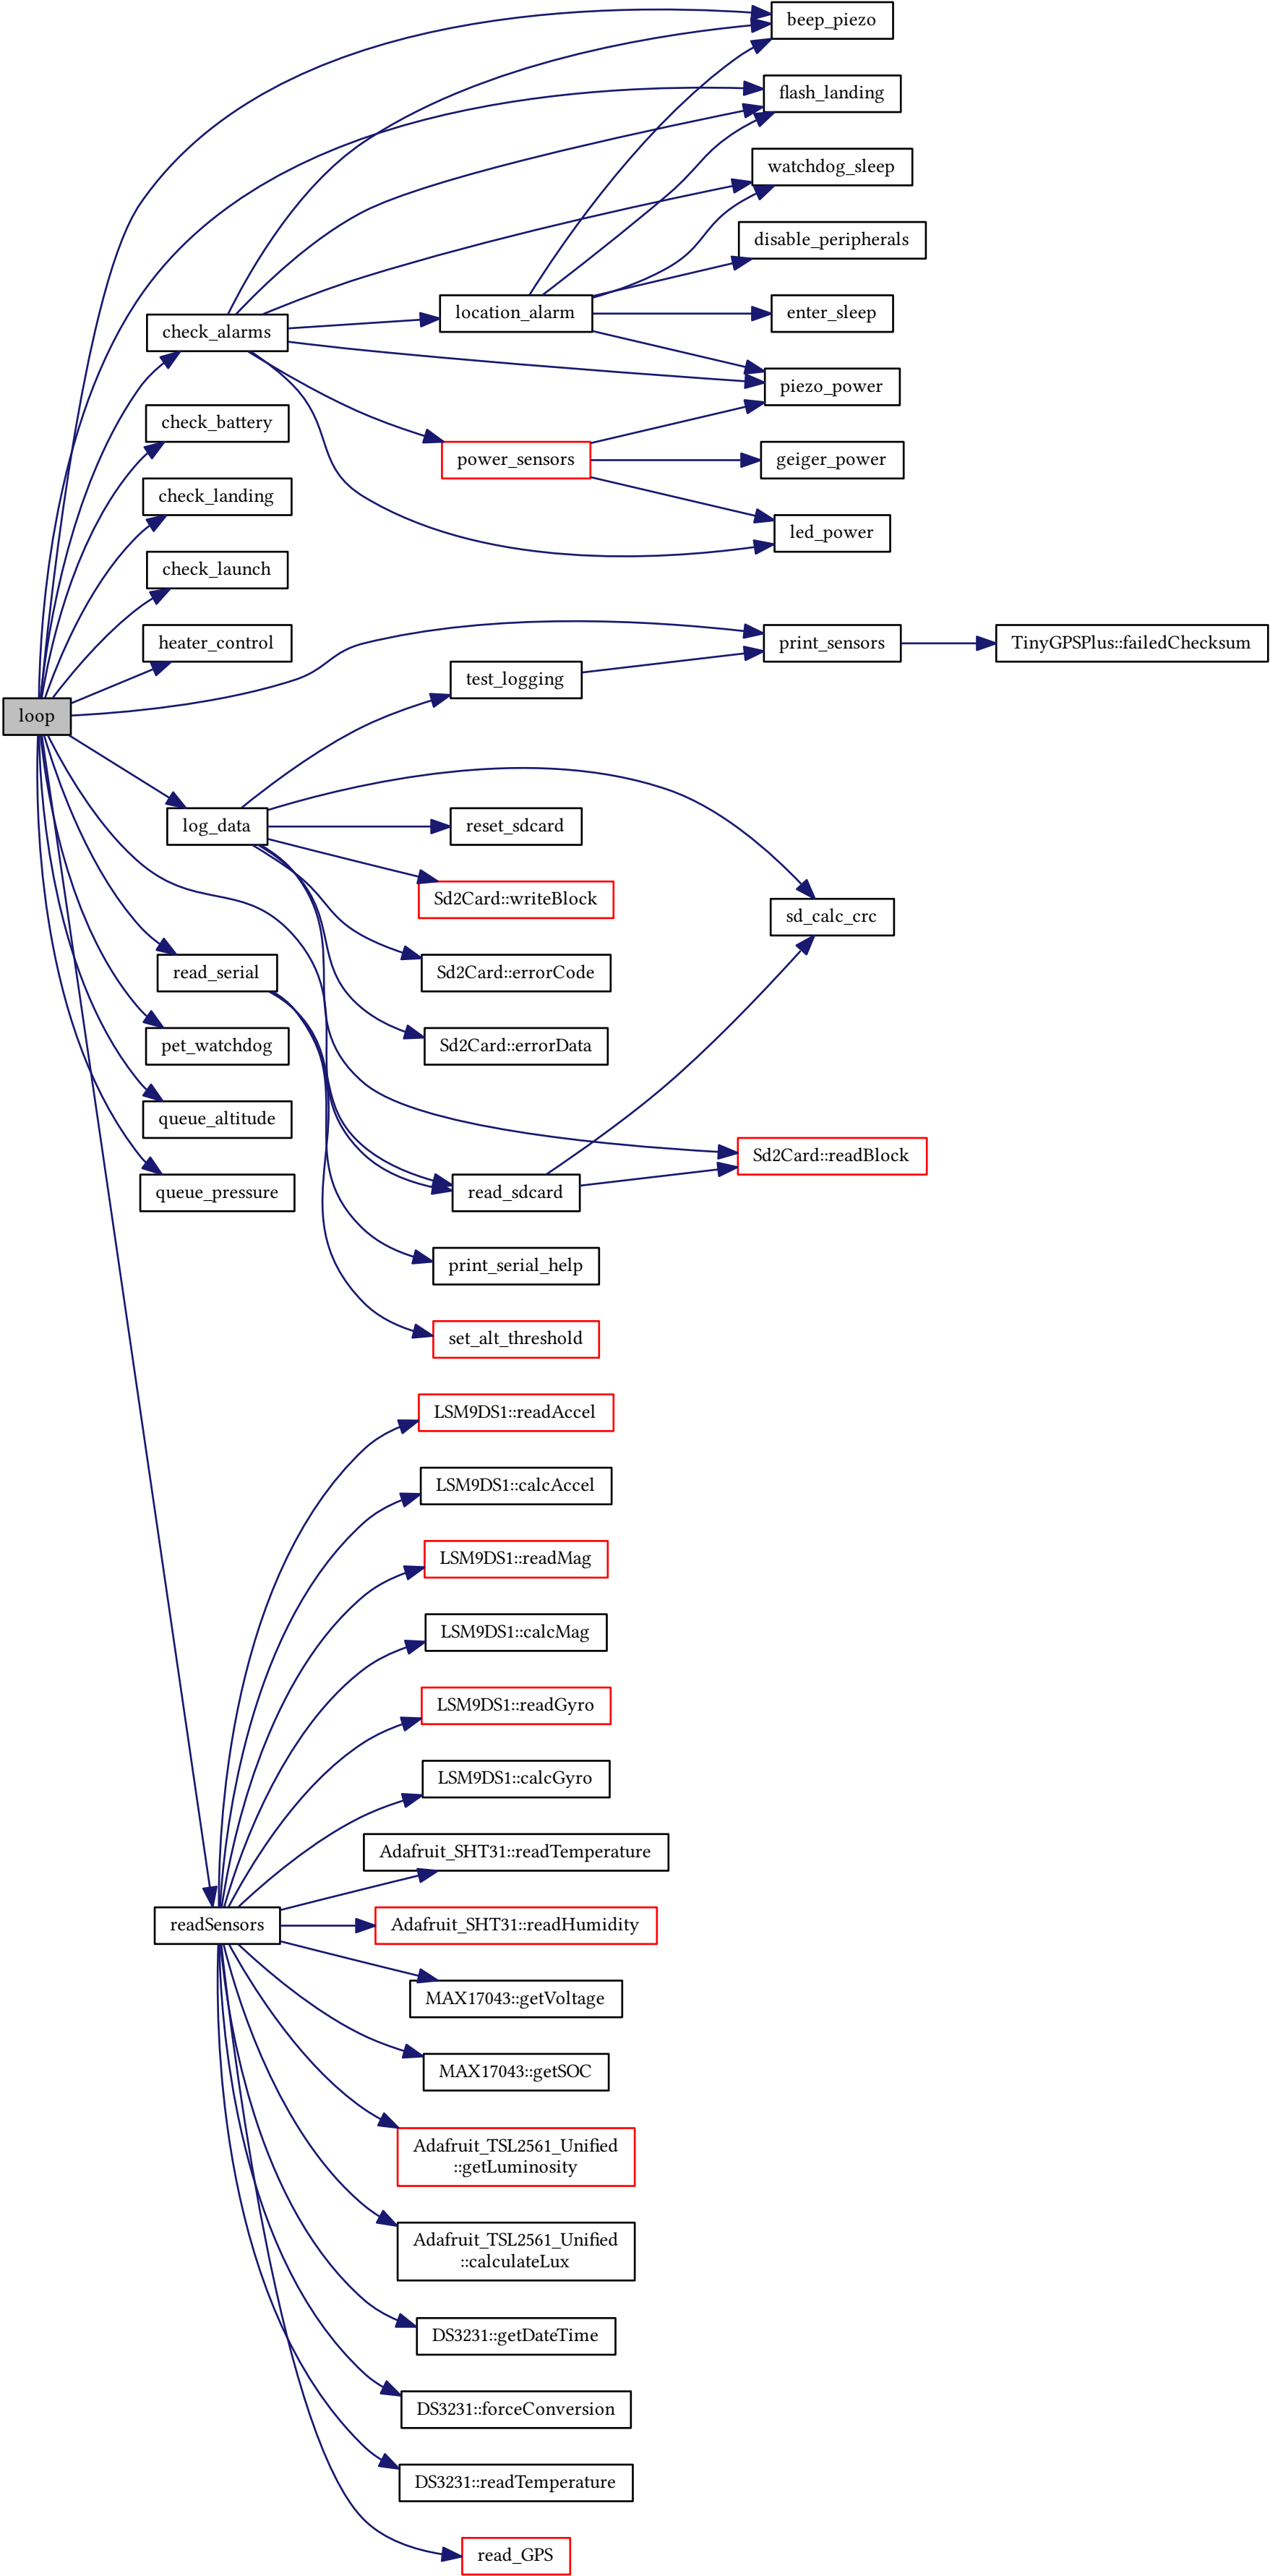 beep_piezo
flash_landing
watchdog_sleep
disable_peripherals
location_alarm
enter_sleep
check_alarms
piezo_power
check_battery
power_sensors
geiger_power
check_landing
led_power
check_launch
heater_control
print_sensors
TinyGPSPlus::failedChecksum
test_logging
loop
log_data
reset_sdcard
Sd2Card::writeBlock
sd_calc_crc
read_serial
Sd2Card::errorCode
pet_watchdog
Sd2Card::errorData
queue_altitude
Sd2Card::readBlock
queue_pressure
read_sdcard
print_serial_help
set_alt_threshold
LSM9DS1::readAccel
LSM9DS1::calcAccel
LSM9DS1::readMag
LSM9DS1::calcMag
LSM9DS1::readGyro
LSM9DS1::calcGyro
Adafruit_SHT31::readTemperature
readSensors
Adafruit_SHT31::readHumidity
MAX17043::getVoltage
MAX17043::getSOC
Adafruit_TSL2561_Unified
::getLuminosity
Adafruit_TSL2561_Unified
::calculateLux
DS3231::getDateTime
DS3231::forceConversion
DS3231::readTemperature
read_GPS